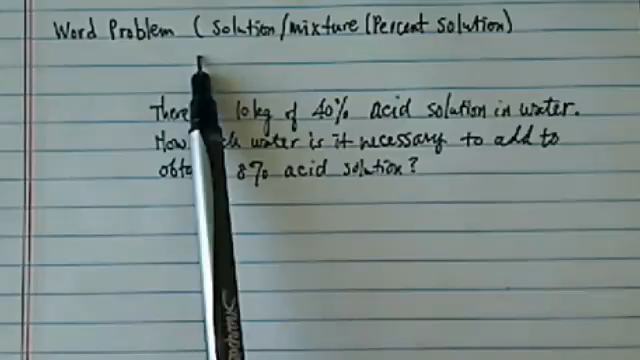 Word Problem (Solution/mixture (Percent Solution)
There 10kg of 40% acid solution in water.
How water is it necessary to add to
8% acid solution?